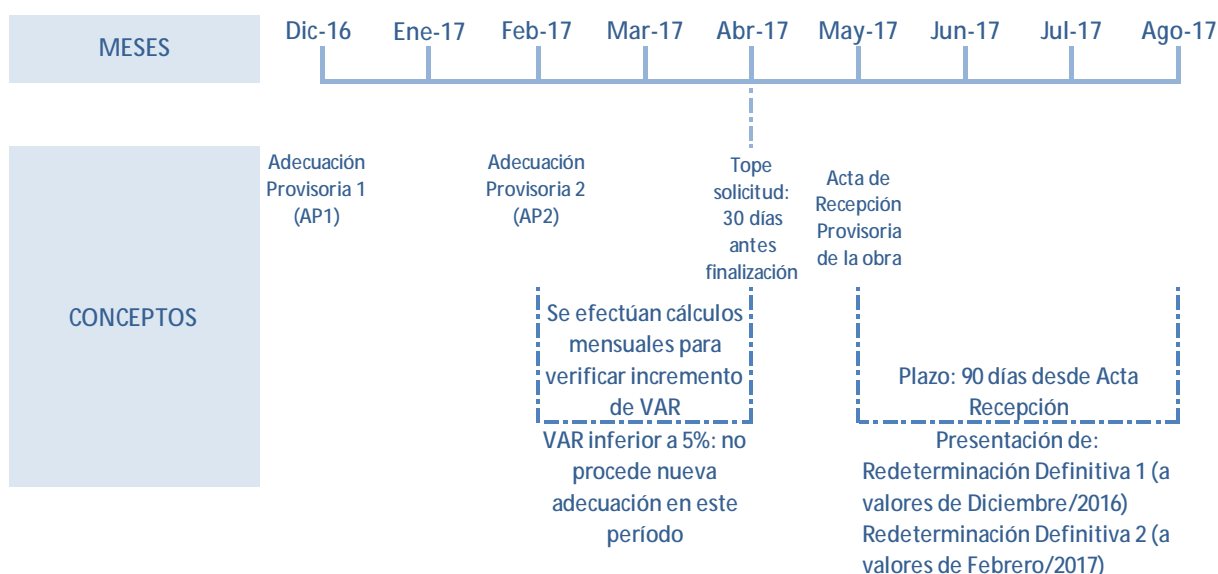 MESES
Dic-16 Ene-17 Feb-17 Mar-17 Abr-17 May-17 Jun-17 Jul-17 Ago-17
CONCEPTOS
Adecuación
Provisoria 1
(AP1)
Adecuación
Provisoria 2
(AP2)
Tope
solicitud:
30 días
antes
finalización
Acta de
Recepción
Provisoria
de la obra
Se efectúan cálculos
mensuales para
verificar incremento
de VAR
VAR inferior a 5%: no
procede nueva
adecuación en este
período
Plazo: 90 días desde Acta
Recepción
Presentación de:
Redeterminación Definitiva 1 (a
valores de Diciembre/2016)
Redeterminación Definitiva 2 (a
valores de Febrero/2017)